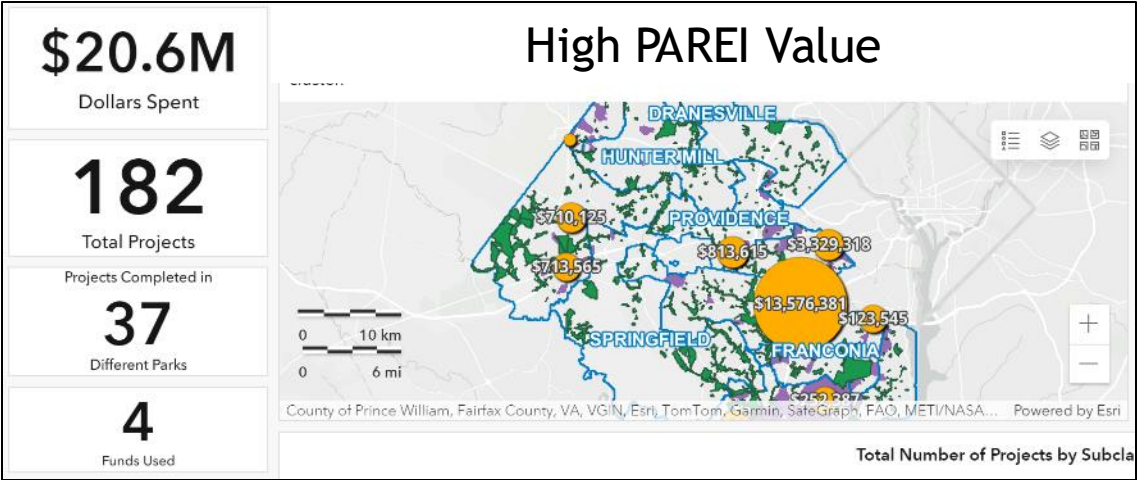 $20.6M
Dollars Spent
182
Total Projects
Projects Completed in
37
Different Parks
4
Funds Used
High PAREI Value
DRANESVILLE
HUNTER MILL
$710,125
PROVIDENCE
$813,615
$3,329,318
$713,565
$13,576,381
$123,545
SPRINGFIELD
FRANCONIA
0 10 km
0 6 mi
County of Prince William, Fairfax County, VA, VGIN, Esri, TomTom, Garmin, SafeGraph, FAO, METI/NASA... Powered by Esri
Total Number of Projects by Subcla